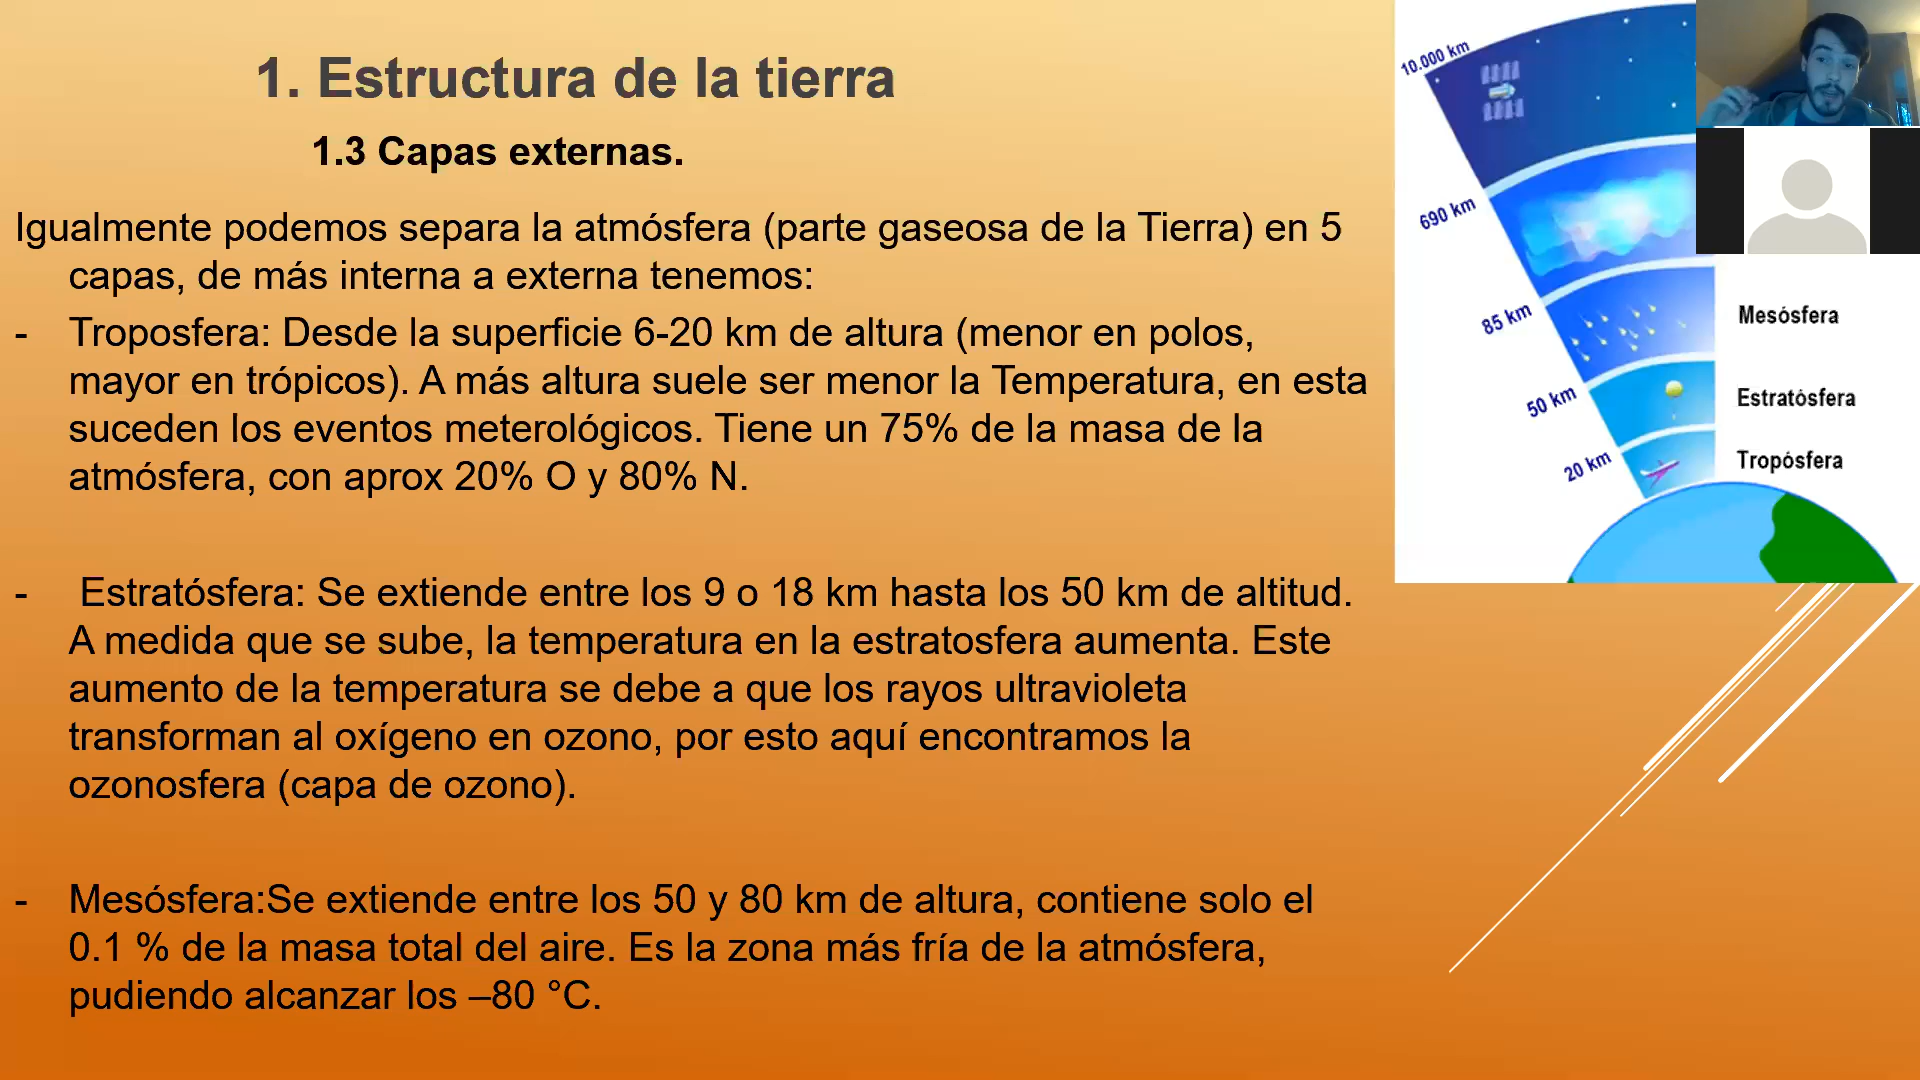 1. Estructura de la tierra
1.3 Capas externas.
Igualmente podemos separa la atmósfera (parte gaseosa de la Tierra) en 5
capas, de más interna a externa tenemos:
- Troposfera: Desde la superficie 6-20 km de altura (menor en polos,
mayor en trópicos). A más altura suele ser menor la Temperatura, en esta
suceden los eventos meterológicos. Tiene un 75% de la masa de la
atmósfera, con aprox 20% O y 80% N.
- Estratósfera: Se extiende entre los 9 o 18 km hasta los 50 km de altitud.
A medida que se sube, la temperatura en la estratosfera aumenta. Este
aumento de la temperatura se debe a que los rayos ultravioleta
transforman al oxígeno en ozono, por esto aquí encontramos la
ozonosfera (capa de ozono).
- Mesósfera:Se extiende entre los 50 y 80 km de altura, contiene solo el
0.1 % de la masa total del aire. Es la zona más fría de la atmósfera,
pudiendo alcanzar los –80 °C.
10.000 km
690 km
85 km
Mesósfera
50 km
Estratósfera
20 km
Tropósfera